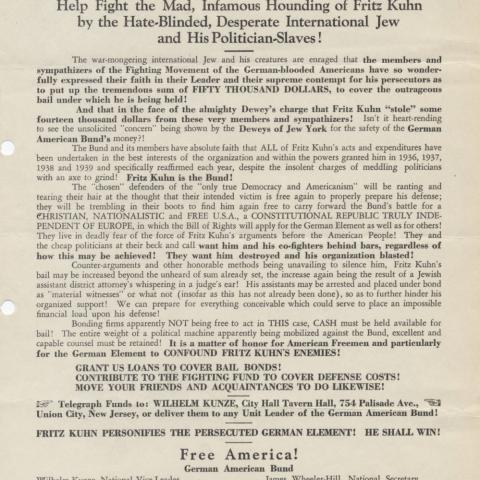 Help Fight the Mad, Infamous Hounding of Fritz Kuhn
by the Hate-Blinded, Desperate International Jew
and His Politician-Slaves!
The war-mongering international Jew and his creatures are enraged that the members and
sympathizers of the Fighting Movement of the German-blooded Americans have so wonder-
fully expressed their faith in their Leader and their supreme contempt for his persecutors as
to put up the tremendous sum of FIFTY THOUSAND DOLLARS, to cover the outrageous
bail under which he is being held!
And that in the face of the almighty Dewey's charge that Fritz Kuhn "stole" some
fourteen thousand dollars from these very members and sympathizers! Isn't it heart-rending
to see the unsolicited "concern" being shown by the Deweys of Jew York for the safety of the German
American Bund's money?!
The Bund and its members have absolute faith that ALL of Fritz Kuhn's acts and expenditures have
been undertaken in the best interests of the organization and within the powers granted him in 1936, 1937,
1938 and 1939 and specifically reaffirmed each year, despite the insolent charges of meddling politicians
with an axe to grind! Fritz Kuhn is the Bund!
The "chosen" defenders of the "only true Democracy and Americanism" will be ranting and
tearing their hair at the thought that their intended victim is free again to properly prepare his defense;
they will be trembling in their boots to find him again free to carry forward the Bund's battle for a
CHRISTIAN, NATIONALISTIC and FREE U.S.A., a CONSTITUTIONAL REPUBLIC TRULY INDE-
PENDENT OF EUROPE, in which the Bill of Rights will apply for the German Element as well as for others!
They live in deadly fear of the force of Fritz Kuhn's arguments before the American People! They and
the cheap politicians at their beck and call want him and his co-fighters behind bars, regardless of
how this may be achieved! They want him destroyed and his organization blasted!
Counter-arguments and other honorable methods being unavailing to silence him, Fritz Kuhn's
bail may be increased beyond the unheard of sum already set, the increase again being the result of a Jewish
assistant district attorney's whispering in a judge's ear! His assistants may be arrested and placed under bond
as "material witnesses" or what not (insofar as this has not already been done), so as to further hinder his
organized support! We can prepare for everything conceivable which could serve to place an impossible
financial load upon his defense!
Bonding firms apparently NOT being free to act in THIS case, CASH must be held available for
bail! The entire weight of a political machine apparently being mobilized against the Bund, excellent and
capable counsel must be retained! It is a matter of honor for American Freemen and particularly
for the German Element to CONFOUND FRITZ KUHN'S ENEMIES!
GRANT US LOANS TO COVER BAIL BONDS!
CONTRIBUTE TO THE FIGHTING FUND TO COVER DEFENSE COSTS!
MOVE YOUR FRIENDS AND ACQUAINTANCES TO DO LIKEWISE!
Telegraph Funds to: WILHELM KUNZE, City Hall Tavern Hall, 754 Palisade Ave.,
Union City, New Jersey, or deliver them to any Unit Leader of the German American Bund!
FRITZ KUHN PERSONIFIES THE PERSECUTED GERMAN ELEMENT! HE SHALL WIN!
Free America!
German American Bund
Wilhelm Kunze, National Vice-Leader James Wheeler-Hill, National Secretary